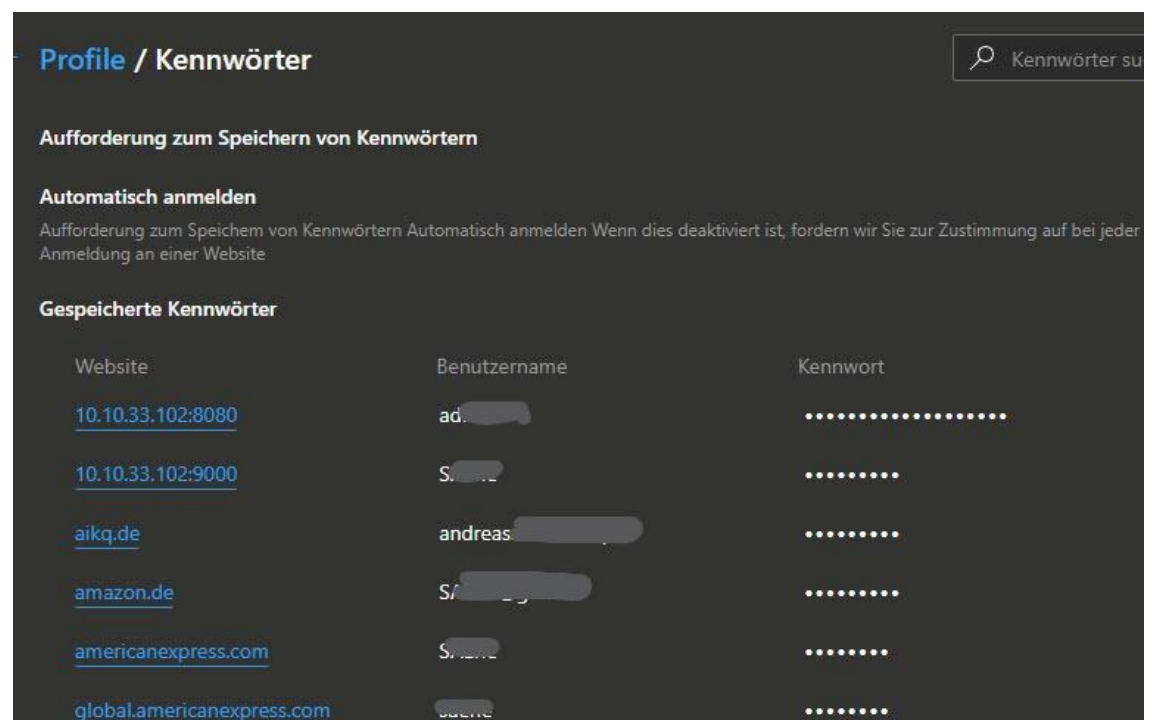 Profile / Kennwörter
Kennwörter su
Aufforderung zum Speichern von Kennwörtern
Automatisch anmelden
Aufforderung zum Speichem von Kennwörtern Automatisch anmelden Wenn dies deaktiviert ist, fordern wir Sie zur Zustimmung auf bei jeder
Anmeldung an einer Website
Gespeicherte Kennwörter
Website Benutzername Kennwort
10.10.33.102:8080 ••••••••••••••••••• 
10.10.33.102:9000 •••••••••
aikq.de andreas •••••••••
amazon.de •••••••••
americanexpress.com ••••••••
global.americanexpress.com ••••••••